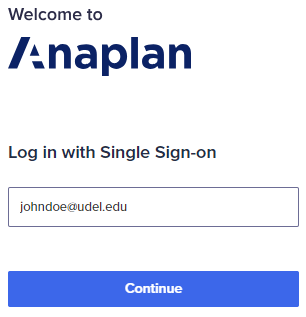 Welcome to
Anaplan
Log in with Single Sign-on
johndoe@udel.edu
Continue